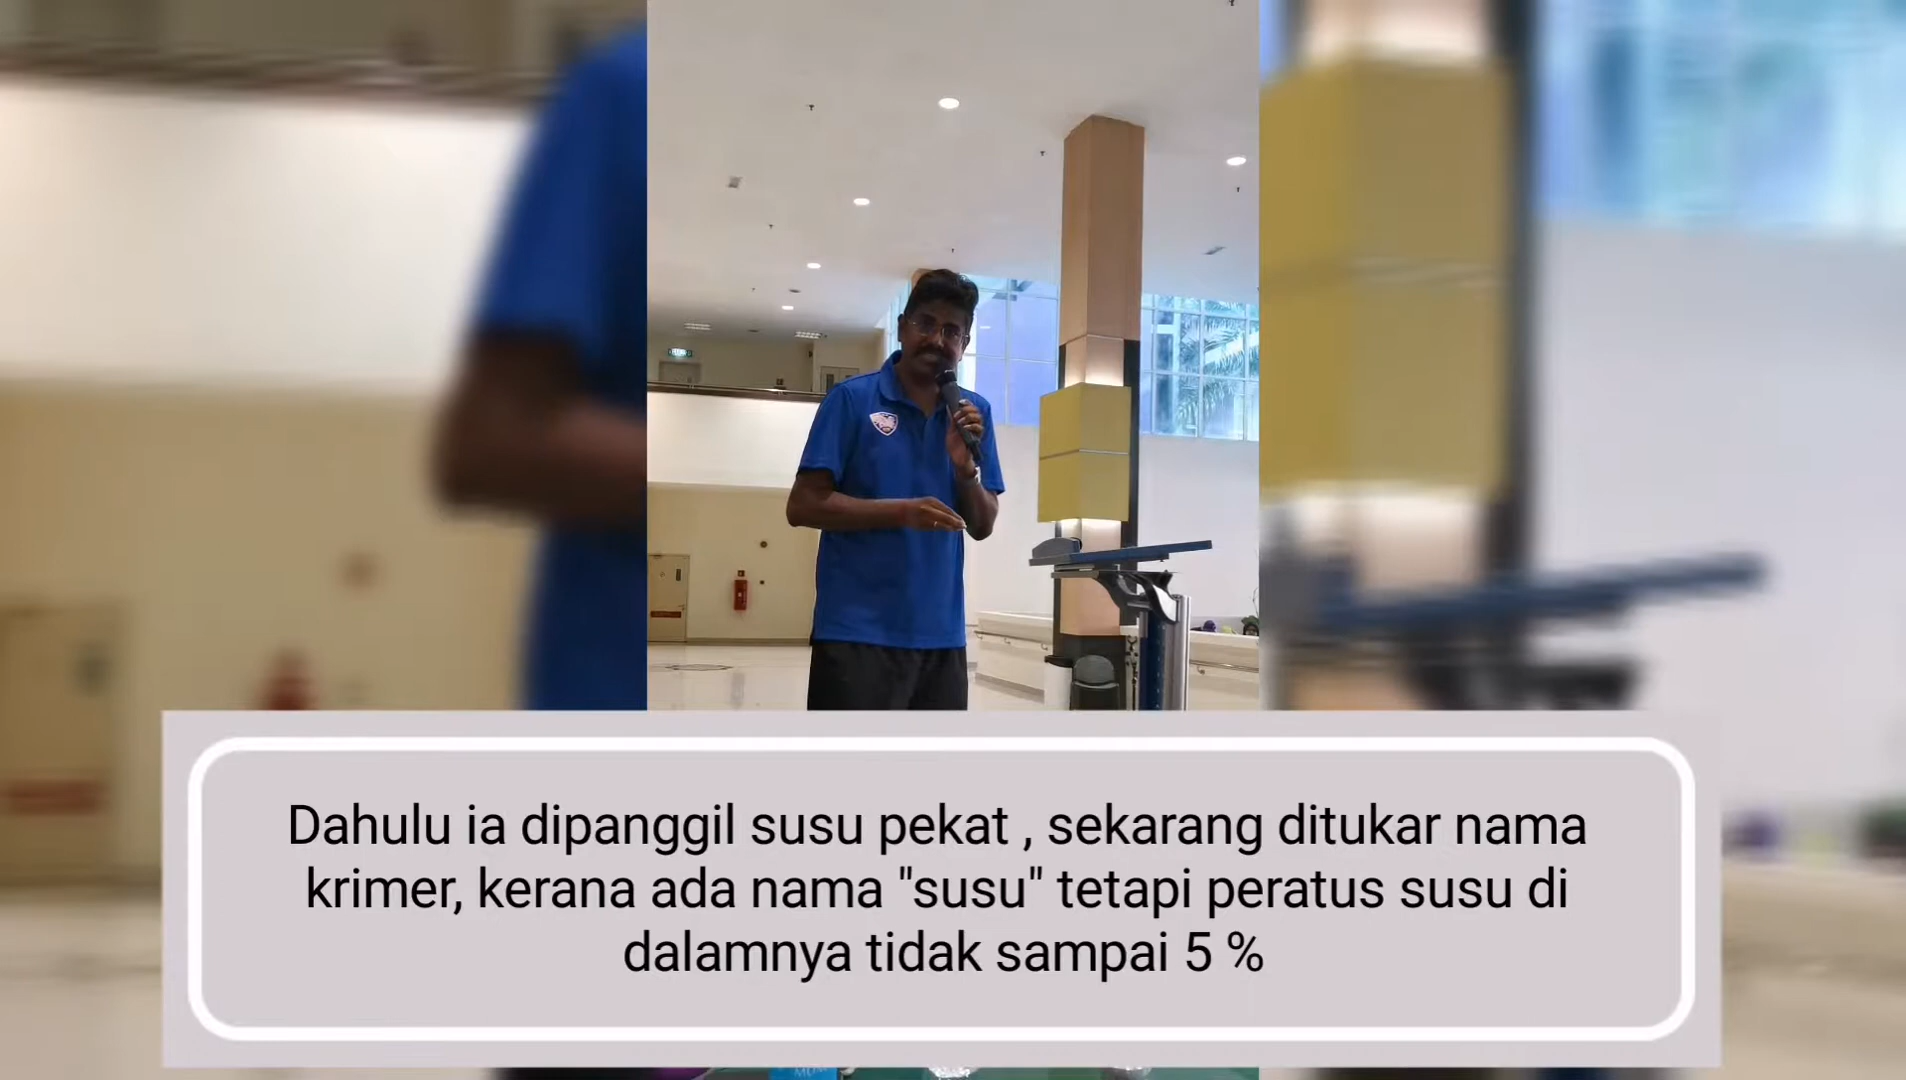 Dahulu ia dipanggil susu pekat , sekarang ditukar nama
krimer, kerana ada nama "susu" tetapi peratus susu di
dalamnya tidak sampai 5 %